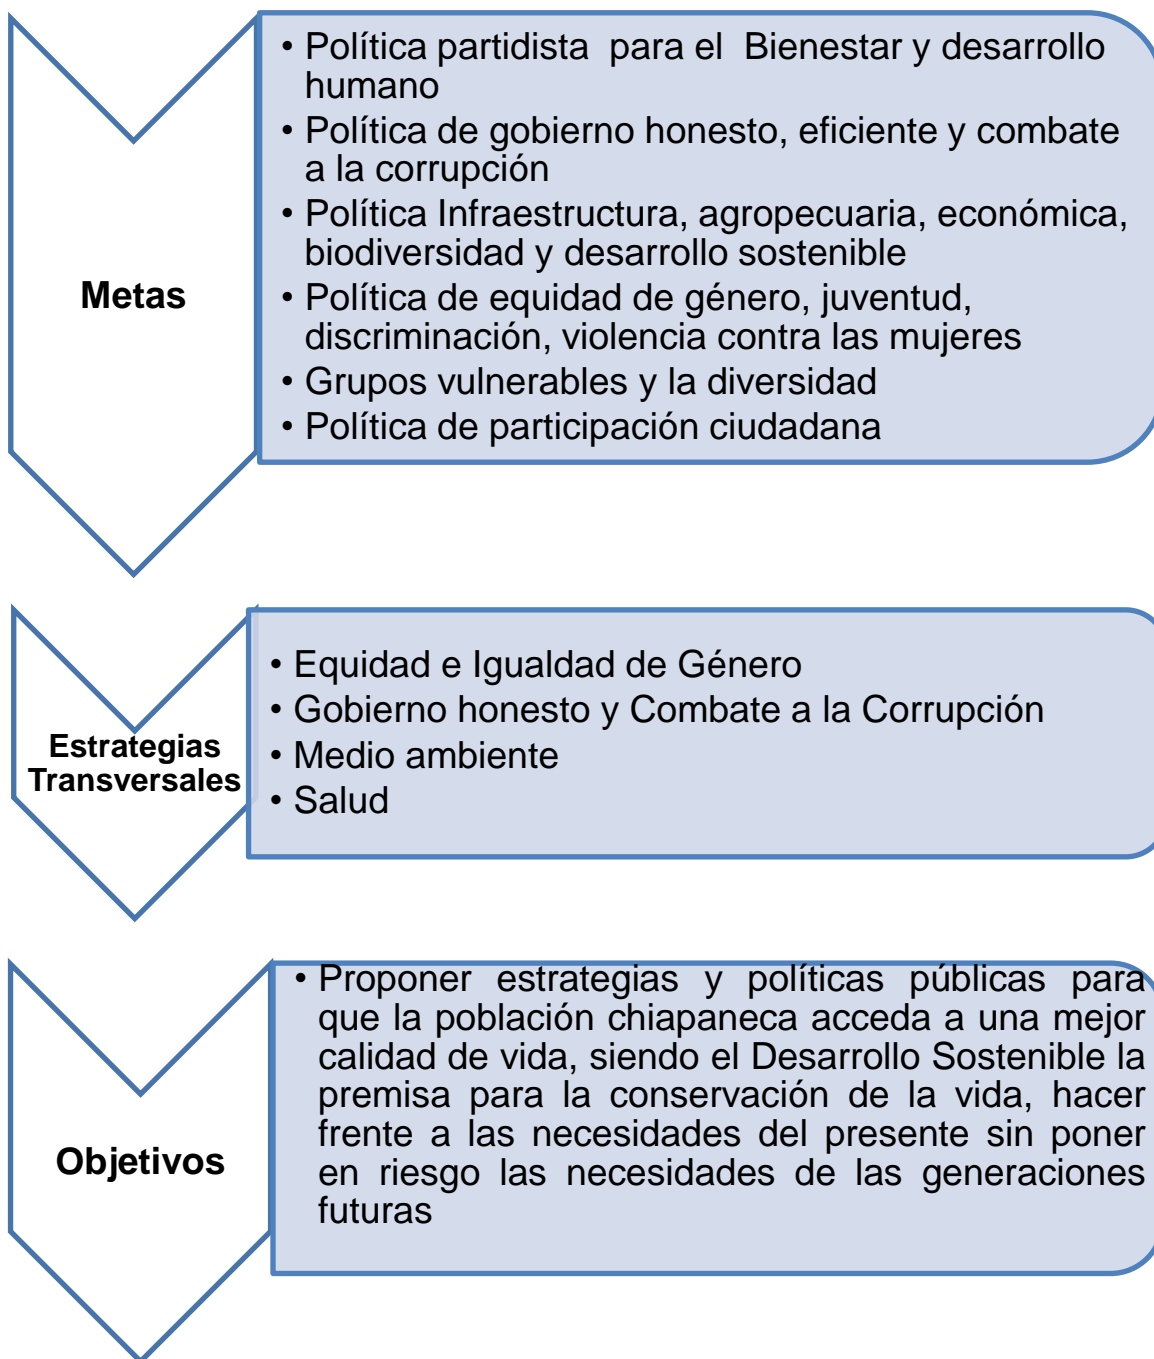 Metas
• Política partidista para el Bienestar y desarrollo
humano
• Política de gobierno honesto, eficiente y combate
a la corrupción
• Política Infraestructura, agropecuaria, económica,
biodiversidad y desarrollo sostenible
• Política de equidad de género, juventud,
discriminación, violencia contra las mujeres
• Grupos vulnerables y la diversidad
• Política de participación ciudadana
Estrategias
Transversales
• Equidad e Igualdad de Género
• Gobierno honesto y Combate a la Corrupción
• Medio ambiente
• Salud
Objetivos
• Proponer estrategias y políticas públicas para
que la población chiapaneca acceda a una mejor
calidad de vida, siendo el Desarrollo Sostenible la
premisa para la conservación de la vida, hacer
frente a las necesidades del presente sin poner
en riesgo las necesidades de las generaciones
futuras